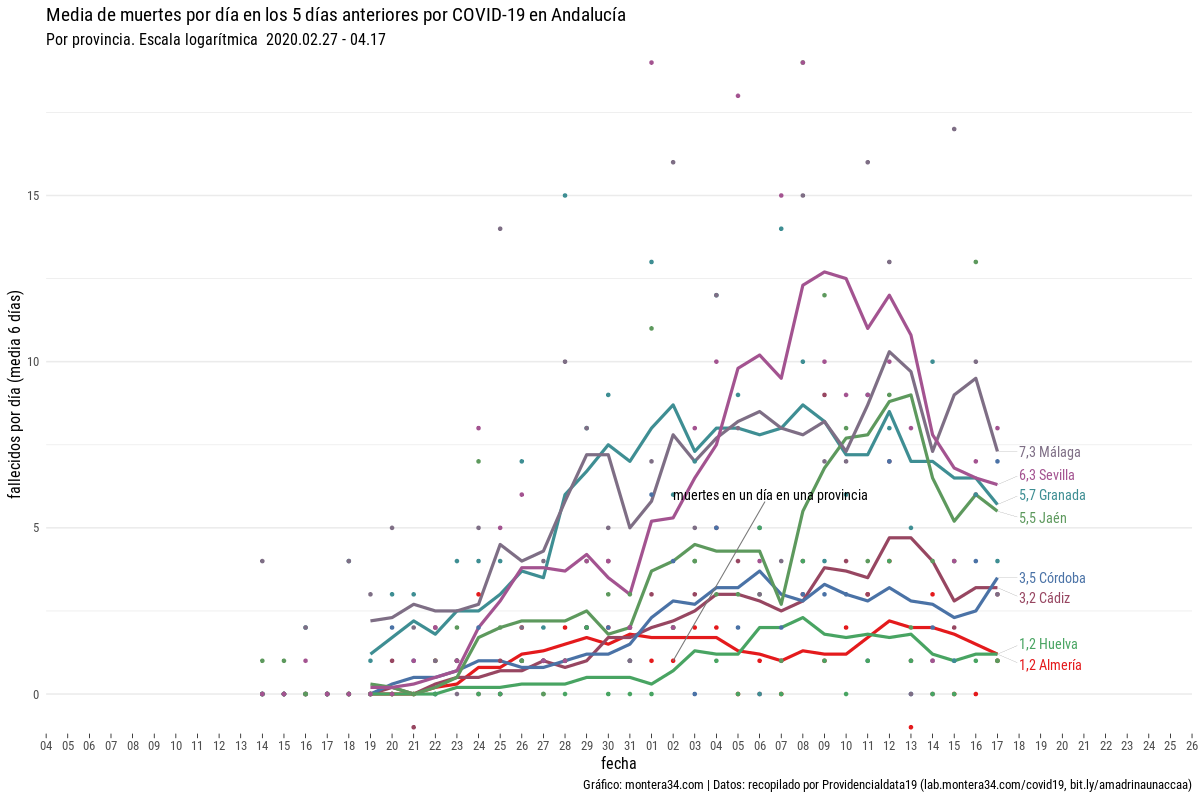 Media de muertes por día en los 5 días anteriores por COVID-19 en Andalucía
Por provincia. Escala logarítmica 2020.02.27 - 04.17
fallecidos por día (media 6 días)
15
10
5
0
muertes en un día en una provincia
7,3 Málaga
6,3 Sevilla
5,7 Granada
5,5 Jaén
3,5 Córdoba
3,2 Cádiz
1,2 Huelva
1,2 Almería
04 05 06 07 08 09 10 11 12 13 14 15 16 17 18 19 20 21 22 23 24 25 26 27 28 29 30 31 01 02 03 04 05 06 07 08 09 10 11 12 13 14 15 16 17 18 19 20 21 22 23 24 25 26
fecha
Gráfico: montera34.com | Datos: recopilado por Providencialdata19 (lab.montera34.com/covid19, bit.ly/amadrinaunaccaa)